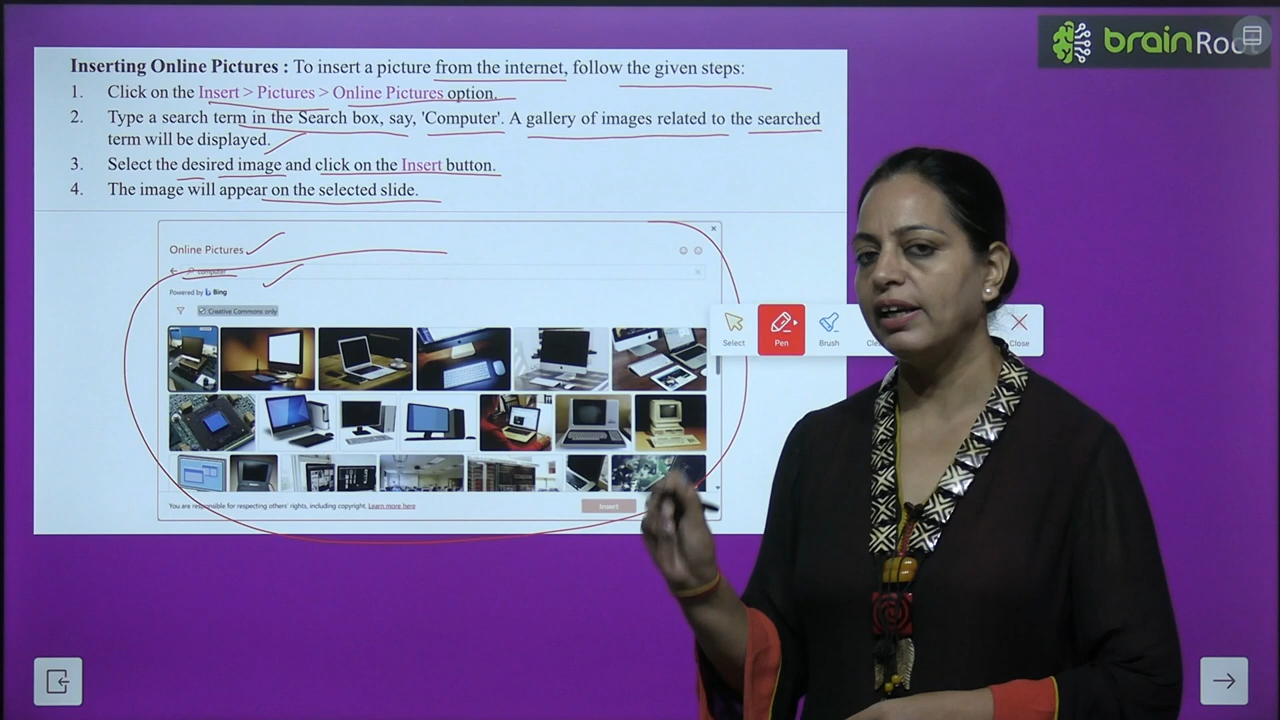 brainRoot
Inserting Online Pictures : To insert a picture from the internet, follow the given steps:
1. Click on the Insert > Pictures > Online Pictures option.
2. Type a search term in the Search box, say, 'Computer'. A gallery of images related to the searched
term will be displayed.
3. Select the desired image and click on the Insert button.
4. The image will appear on the selected slide.
Online Pictures
computer
Powered by Bing
Creative Commons only
Select
Pen
Brush
Close
You are responsible for respecting others' rights, including copyright. Learn more here
Insert